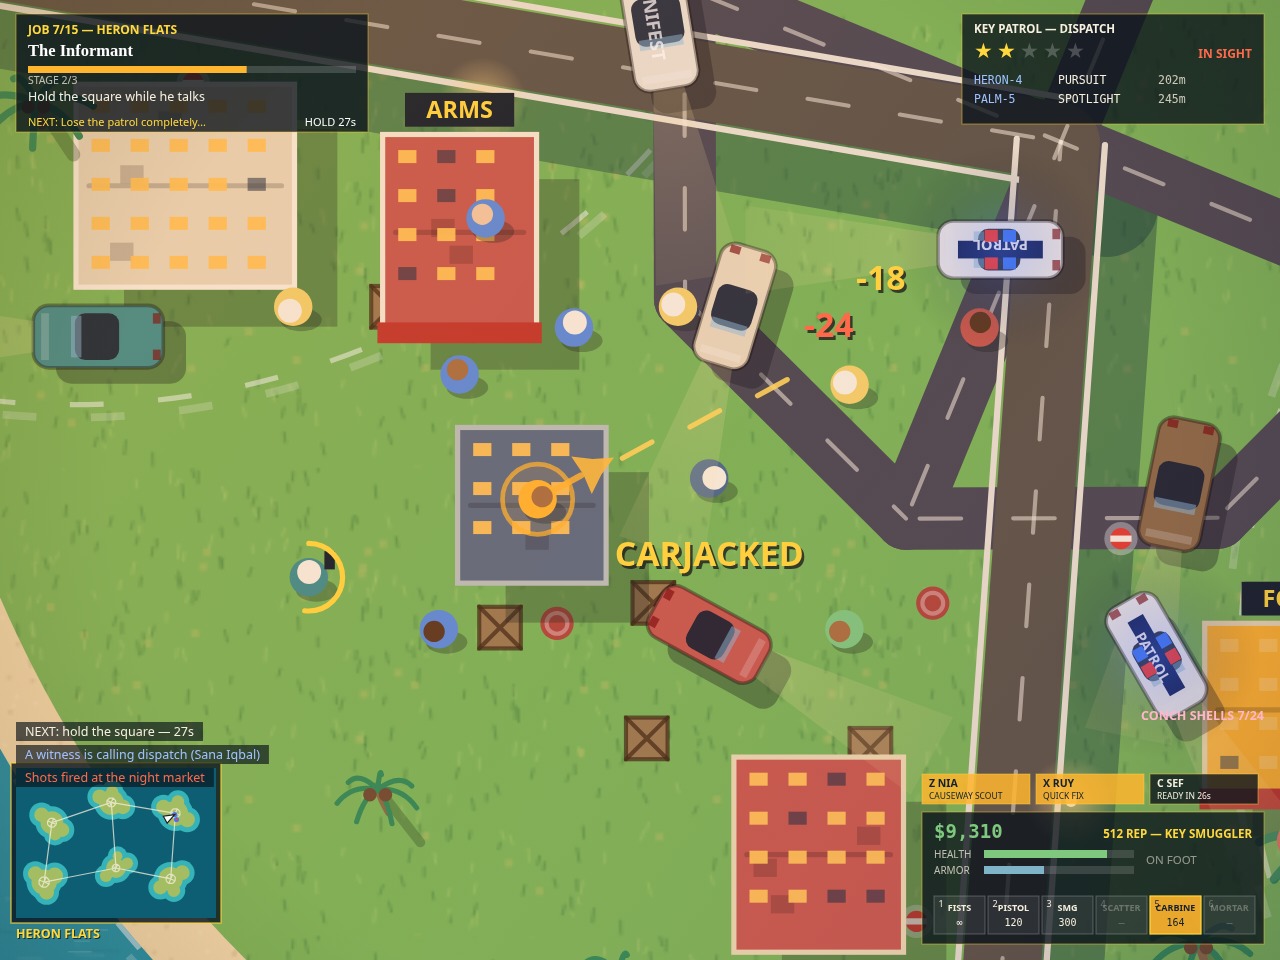 JOB 7/15 — HERON FLATS
The Informant
STAGE 2/3
Hold the square while he talks
NEXT: Lose the patrol completely...
HOLD 27s
ARMS
NIFEST
KEY PATROL — DISPATCH
IN SIGHT
HERON-4 PURSUIT 202m
PALM-5 SPOTLIGHT 245m
PATROL
-18
-24
CARJACKED
FO
PATROL
CONCH SHELLS 7/24
NEXT: hold the square — 27s
A witness is calling dispatch (Sana Iqbal)
Shots fired at the night market
HERON FLATS
Z NIA
CAUSEWAY SCOUT
X RUY
QUICK FIX
C SEF
READY IN 26s
$9,310
512 REP — KEY SMUGGLER
HEALTH
ARMOR
ON FOOT
1 FISTS ∞
2 PISTOL 120
3 SMG 300
4 SCATTER —
5 CARBINE 164
6 MORTAR —